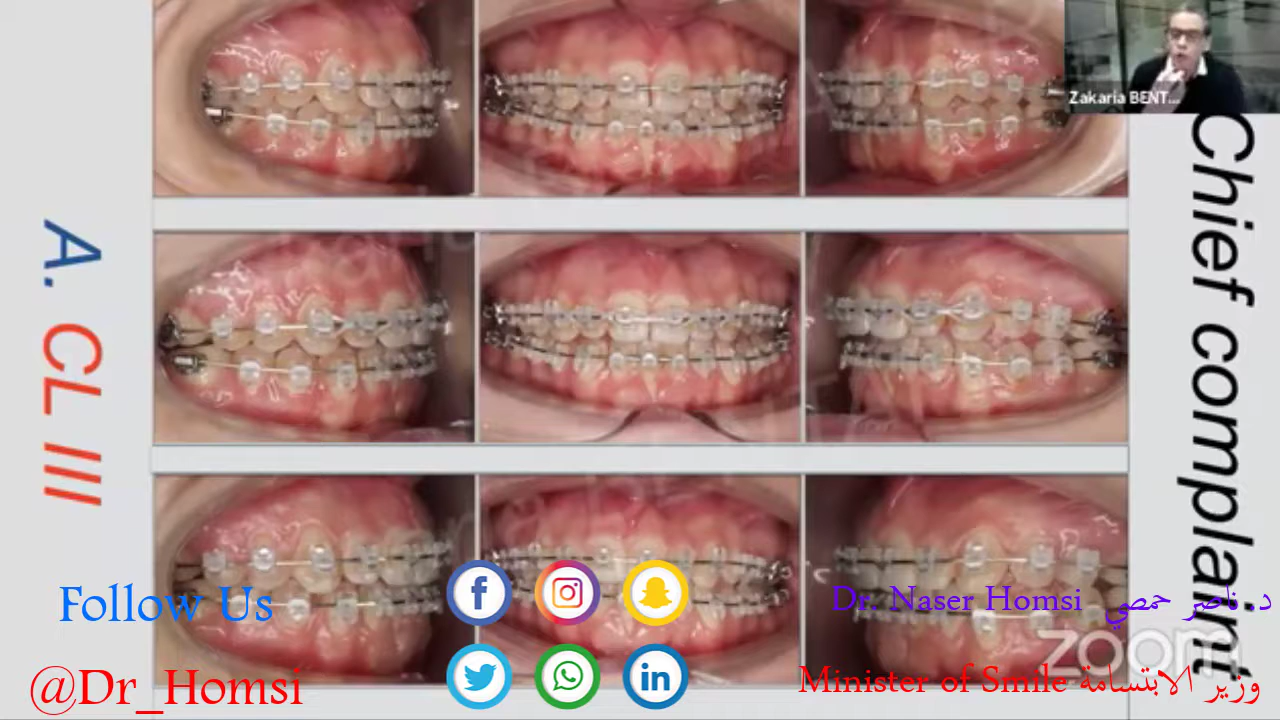 Zakaria BENT...
Chief complaint
A. CL III
Follow Us
@Dr_Homsi
Dr. Naser Homsi د. ناصر حمصي
zoom
Minister of Smile وزير الابتسامة